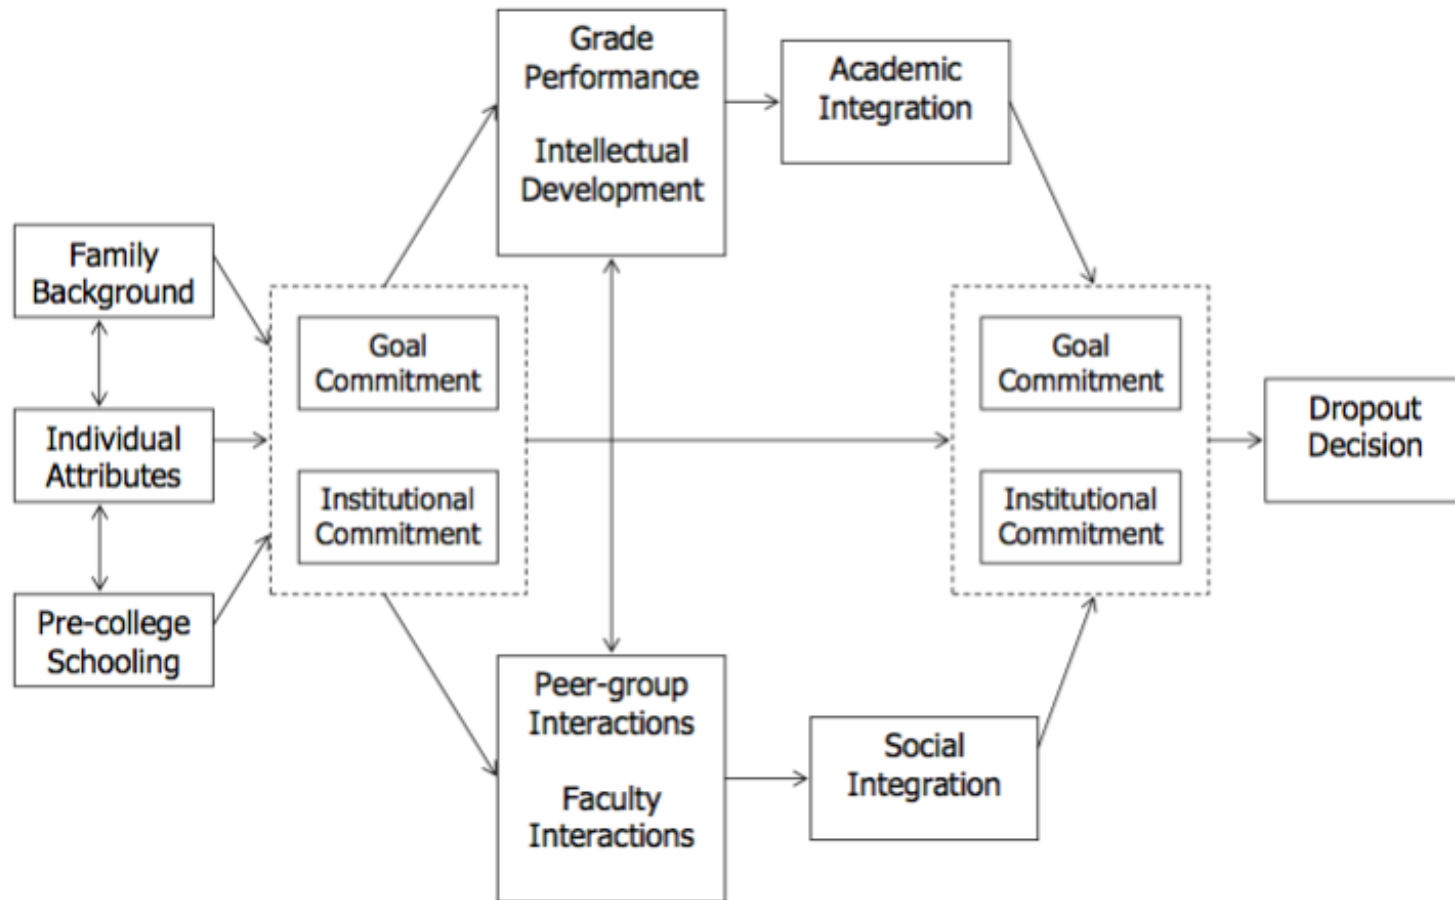 Family
Background
Individual
Attributes
Pre-college
Schooling
Goal
Commitment
Institutional
Commitment
Grade
Performance
Intellectual
Development
Peer-group
Interactions
Faculty
Interactions
Academic
Integration
Social
Integration
Goal
Commitment
Institutional
Commitment
Dropout
Decision